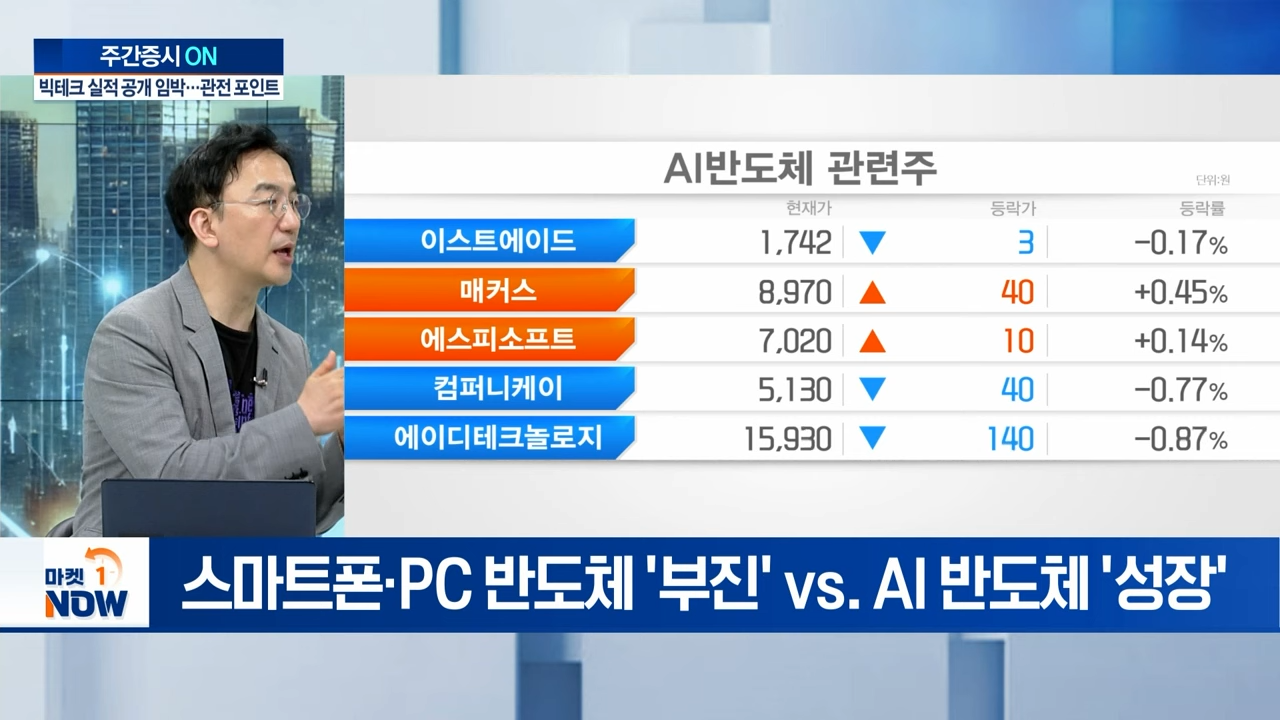 주간증시 ON
빅테크 실적 공개 임박…관전 포인트
AI반도체 관련주
단위:원
현재가 등락가 등락률
이스트에이드 1,742 ▼ 3 -0.17%
매커스 8,970 ▲ 40 +0.45%
에스피소프트 7,020 ▲ 10 +0.14%
컴퍼니케이 5,130 ▼ 40 -0.77%
에이디테크놀로지 15,930 ▼ 140 -0.87%
마켓 1
NOW
스마트폰·PC 반도체 '부진' vs. AI 반도체 '성장'